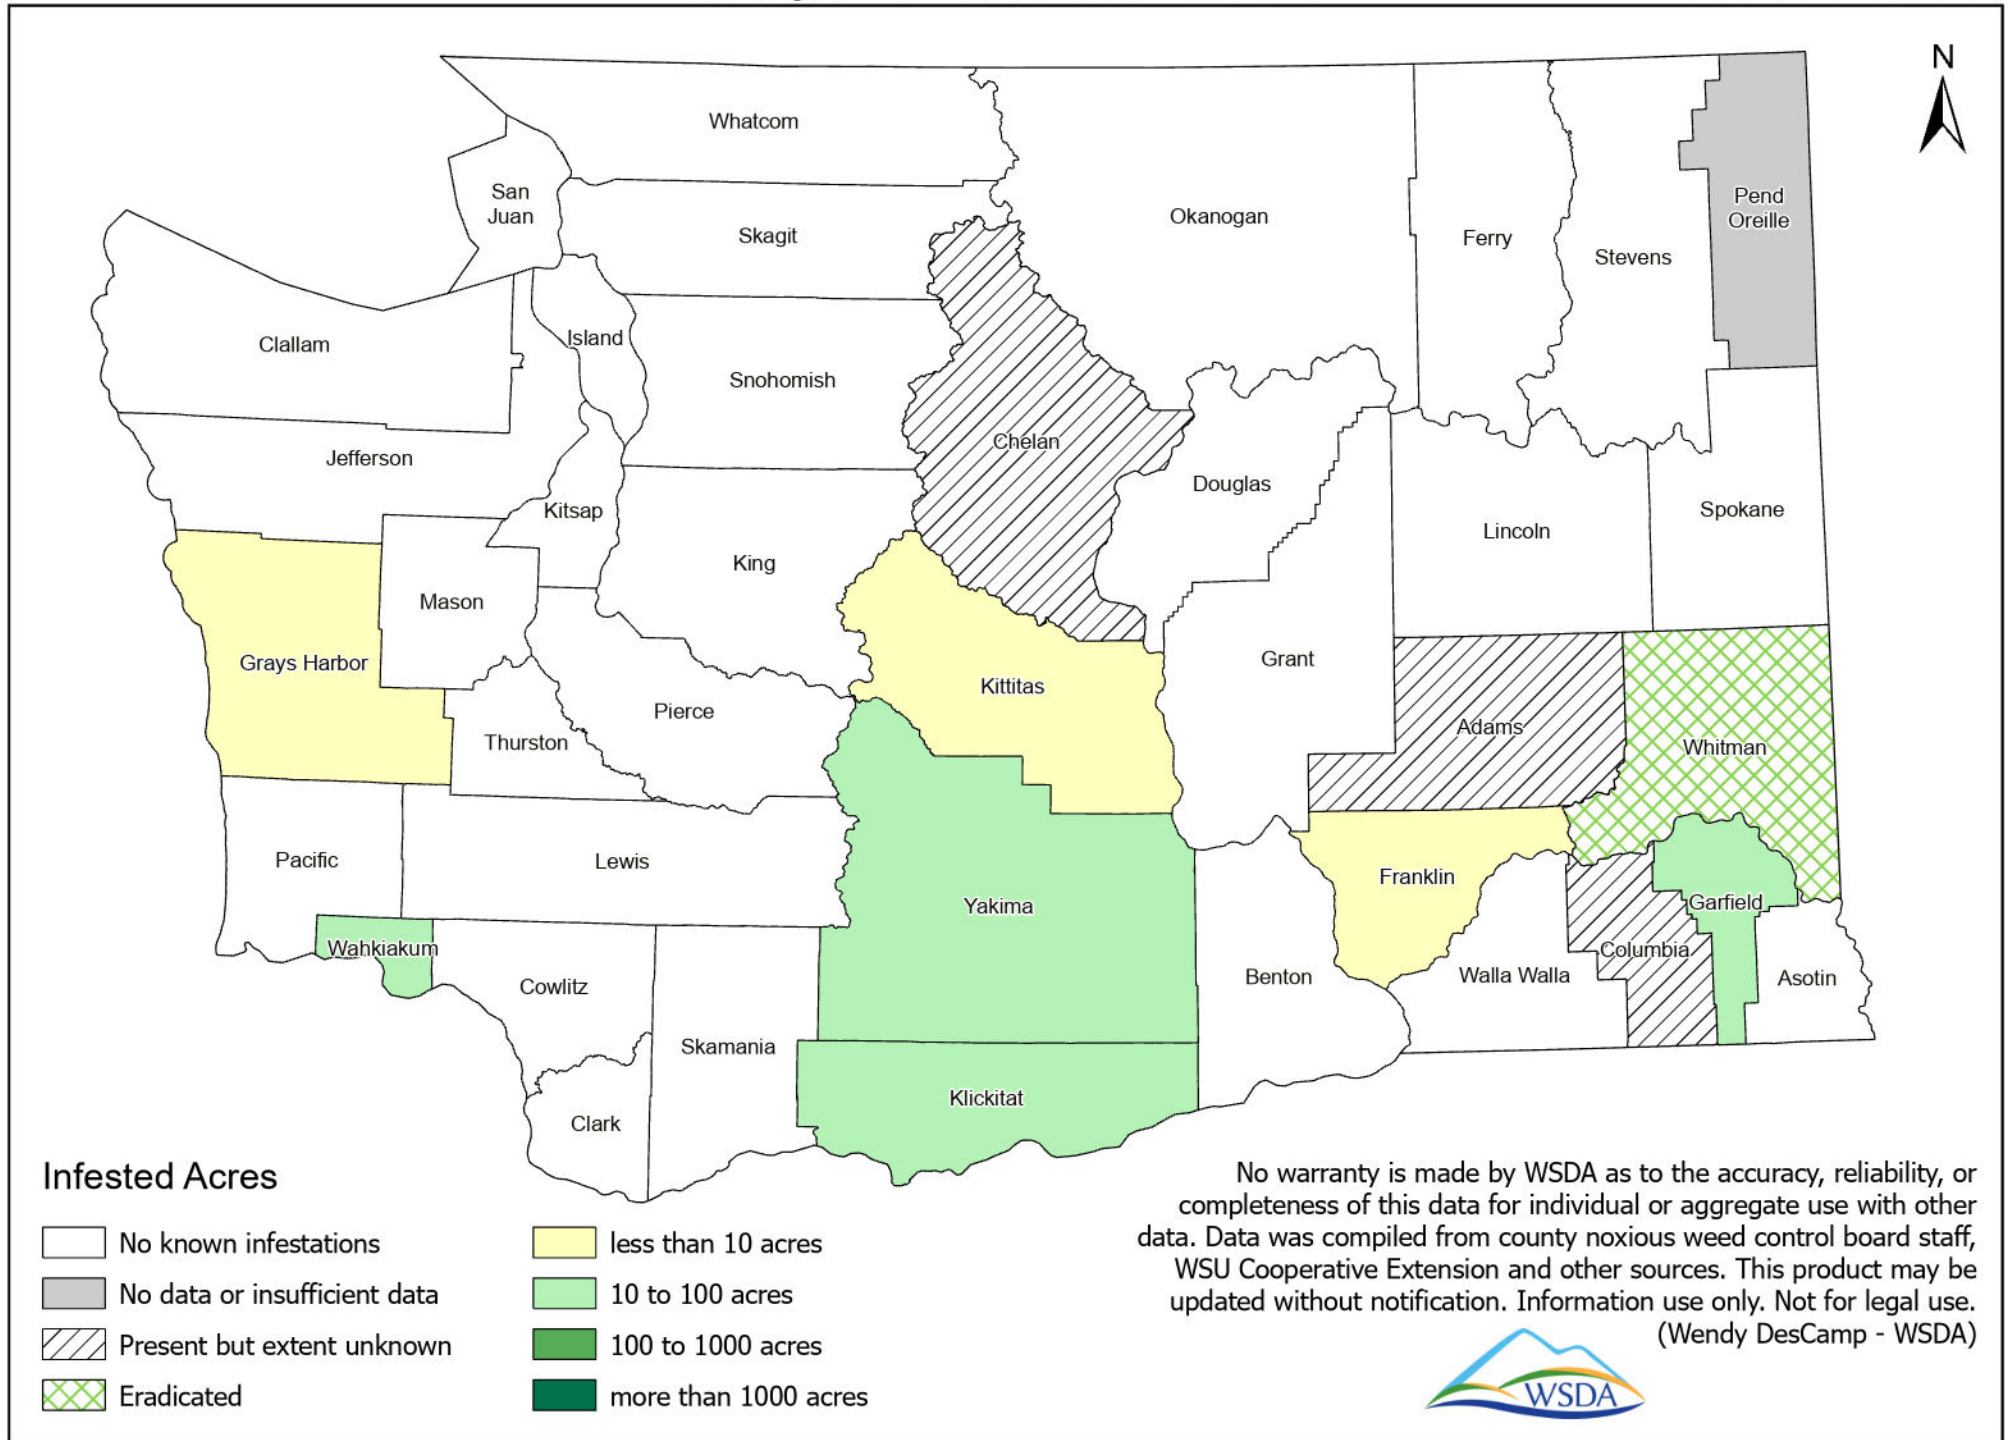 N
Whatcom
San
Juan
Skagit
Okanogan
Ferry
Stevens
Pend
Oreille
Clallam
Island
Snohomish
Jefferson
Chelan
Douglas
Kitsap
Lincoln
Spokane
King
Mason
Grays Harbor
Kittitas
Grant
Pierce
Thurston
Adams
Whitman
Pacific
Lewis
Yakima
Franklin
Garfield
Wahkiakum
Columbia
Cowlitz
Benton
Walla Walla
Asotin
Skamania
Klickitat
Clark
Infested Acres
No known infestations
No data or insufficient data
Present but extent unknown
Eradicated
less than 10 acres
10 to 100 acres
100 to 1000 acres
more than 1000 acres
No warranty is made by WSDA as to the accuracy, reliability, or
completeness of this data for individual or aggregate use with other
data. Data was compiled from county noxious weed control board staff,
WSU Cooperative Extension and other sources. This product may be
updated without notification. Information use only. Not for legal use.
(Wendy DesCamp - WSDA)
WSDA